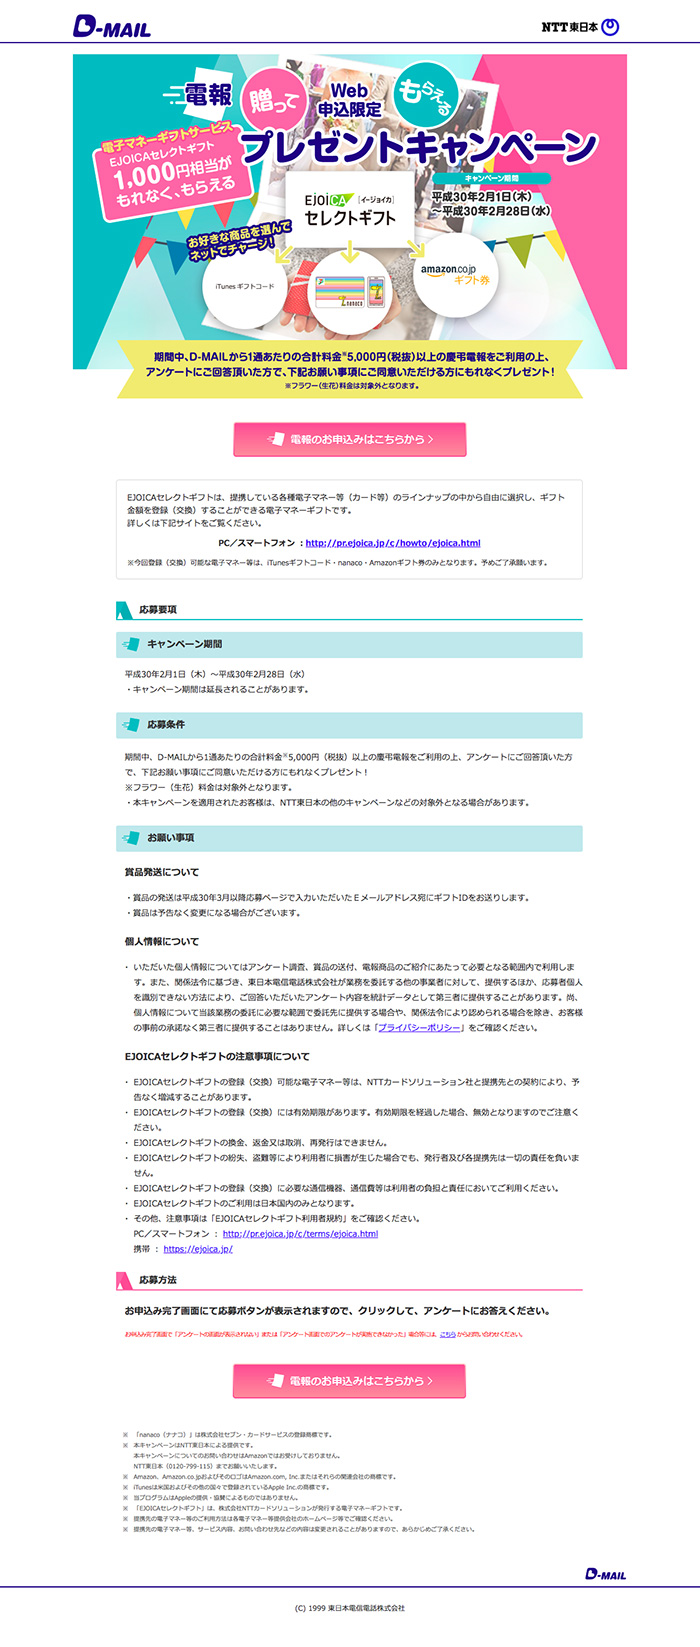 D-MAIL
NTT東日本
電報
贈って
Web
申込限定
もらえる
プレゼントキャンペーン
電子マネーギフトサービス
EJOICAセレクトギフト
1,000円相当が
もれなく、もらえる
EJOICA [イージョイカ]
セレクトギフト
キャンペーン期間
平成30年2月1日(木)
～平成30年2月28日(水)
お好きな商品を選んで
ネットでチャージ！
iTunes ギフトコード
nanaco
amazon.co.jp
ギフト券
期間中、D-MAILから1通あたりの合計料金※5,000円(税抜)以上の慶弔電報をご利用の上、
アンケートにご回答頂いた方で、下記お願い事項にご同意いただける方にもれなくプレゼント！
※フラワー(生花)料金は対象外となります。
電報のお申込みはこちらから
EJOICAセレクトギフトは、提携している各種電子マネー等（カード等）のラインナップの中から自由に選択し、ギフト
金額を登録（交換）することができる電子マネーギフトです。
詳しくは下記サイトをご覧ください。
PC／スマートフォン ：http://pr.ejoica.jp/c/howto/ejoica.html
※今回登録（交換）可能な電子マネー等は、iTunesギフトコード・nanaco・Amazonギフト券のみとなります。予めご了承願います。
応募要項
キャンペーン期間
平成30年2月1日（木）～平成30年2月28日（水）
・キャンペーン期間は延長されることがあります。
応募条件
期間中、D-MAILから1通あたりの合計料金※5,000円（税抜）以上の慶弔電報をご利用の上、アンケートにご回答頂いた方
で、下記お願い事項にご同意いただける方にもれなくプレゼント！
※フラワー（生花）料金は対象外となります。
・本キャンペーンを適用されたお客様は、NTT東日本の他のキャンペーンなどの対象外となる場合があります。
お願い事項
賞品発送について
・賞品の発送は平成30年3月以降応募ページで入力いただいたEメールアドレス宛にギフトIDをお送りします。
・賞品は予告なく変更になる場合がございます。
個人情報について
・ いただいた個人情報についてはアンケート調査、賞品の送付、電報商品のご紹介にあたって必要となる範囲内で利用しま
す。また、関係法令に基づき、東日本電信電話株式会社が業務を委託する他の事業者に対して、提供するほか、応募者個人
を識別できない方法により、ご回答いただいたアンケート内容を統計データとして第三者に提供することがあります。尚、
個人情報について当該業務の委託に必要な範囲で委託先に提供する場合や、関係法令により認められる場合を除き、お客様
の事前の承諾なく第三者に提供することはありません。詳しくは「プライバシーポリシー」をご確認ください。
EJOICAセレクトギフトの注意事項について
・ EJOICAセレクトギフトの登録（交換）可能な電子マネー等は、NTTカードソリューション社と提携先との契約により、予
告なく増減することがあります。
・ EJOICAセレクトギフトの登録（交換）には有効期限があります。有効期限を経過した場合、無効となりますのでご注意く
ださい。
・ EJOICAセレクトギフトの換金、返金又は取消、再発行はできません。
・ EJOICAセレクトギフトの紛失、盗難等により利用者に損害が生じた場合でも、発行者及び各提携先は一切の責任を負いま
せん。
・ EJOICAセレクトギフトの登録（交換）に必要な通信機器、通信費等は利用者の負担と責任においてご利用ください。
・ EJOICAセレクトギフトのご利用は日本国内のみとなります。
・ その他、注意事項は「EJOICAセレクトギフト利用者規約」をご確認ください。
PC／スマートフォン ： http://pr.ejoica.jp/c/terms/ejoica.html
携帯 ： https://ejoica.jp/
応募方法
お申込み完了画面にて応募ボタンが表示されますので、クリックして、アンケートにお答えください。
お申込み完了画面で「アンケートの画面が表示されない」または「アンケート画面でのアンケートが実施できなかった」場合等には、こちらからお問い合わせください。
電報のお申込みはこちらから
※ 「nanaco（ナナコ）」は株式会社セブン・カードサービスの登録商標です。
※ 本キャンペーンはNTT東日本による提供です。
本キャンペーンについてのお問い合わせはAmazonではお受けしておりません。
NTT東日本（0120-799-115）までお願いいたします。
※ Amazon、Amazon.co.jpおよびそのロゴはAmazon.com, Inc.またはそれらの関連会社の商標です。
※ iTunesは米国およびその他の国々で登録されているApple Inc.の商標です。
※ 当プログラムはAppleの提供・協賛によるものではありません。
※ 「EJOICAセレクトギフト」は、株式会社NTTカードソリューションが発行する電子マネーギフトです。
※ 提携先の電子マネー等のご利用方法は各電子マネー等提供会社のホームページ等でご確認ください。
※ 提携先の電子マネー等、サービス内容、お問い合わせ先などの内容は変更されることがありますので、あらかじめご了承ください。
D-MAIL
(C) 1999 東日本電信電話株式会社